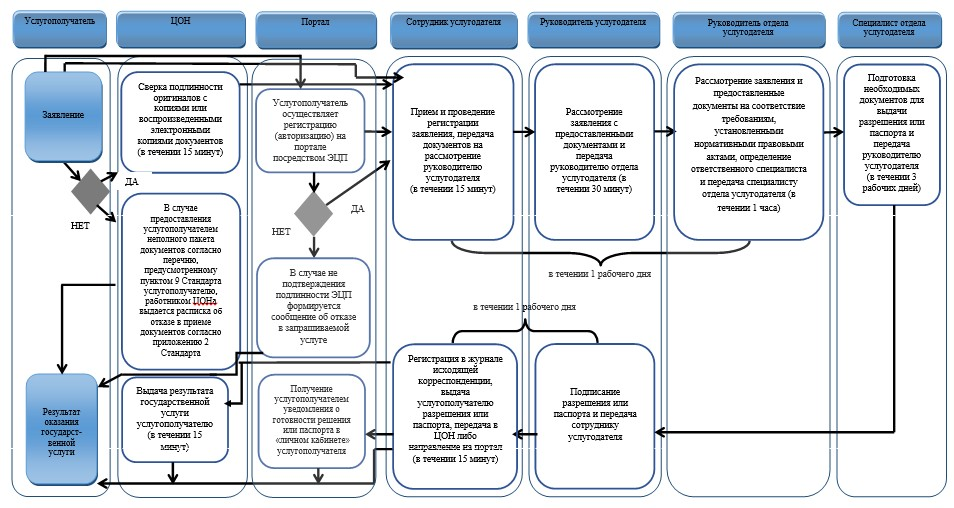 Услугополучатель
ЦОН
Портал
Сотрудник услугодателя
Руководитель услугодателя
Руководитель отдела
услугодателя
Специалист отдела
услугодателя
Заявление
ДА
НЕТ
Сверка подлинности
оригиналов с
копиями или
воспроизведенными
электронными
копиями документов
(в течении 15 минут)
Услугополучатель
осуществляет
регистрацию
(авторизацию) на
портале
посредством ЭЦП
ДА
НЕТ
Прием и проведение
регистрации
заявления, передача
документов на
рассмотрение
руководителю
услугодателя
(в течении 15 минут)
Рассмотрение
заявления с
предоставленными
документами и
передача
руководителю отдела
услугодателя (в
течении 30 минут)
Рассмотрение заявления и
предоставленные
документы на соответствие
требованиям,
установленными
нормативными правовыми
актами, определение
ответственного специалиста
и передача специалисту
отдела услугодателя (в
течении 1 часа)
Подготовка
необходимых
документов для
выдачи
разрешения или
паспорта и
передача
руководителю
услугодателя
(в течении 3
рабочих дней)
В случае
предоставления
услугополучателем
неполного пакета
документов согласно
перечню,
предусмотренному
пунктом 9 Стандарта
услугополучателю,
работником ЦОНа
выдается расписка об
отказе в приеме
документов согласно
приложению 2
Стандарта
В случае не
подтверждения
подлинности ЭЦП
формируется
сообщение об отказе
в запрашиваемой
услуге
в течении 1 рабочего дня
в течении 1 рабочего дня
Результат
оказания
государст-
венной
услуги
Выдача результата
государственной
услуги
услугополучателю
(в течении 15
минут)
Получение
услугополучателем
уведомления о
готовности решения
или паспорта в
«личном кабинете»
услугополучателя
Регистрация в журнале
исходящей
корреспонденции,
выдача
услугополучателю
разрешения или
паспорта, передача в
ЦОН либо
направление на портал
(в течении 15 минут)
Подписание
разрешения или
паспорта и передача
сотруднику
услугодателя